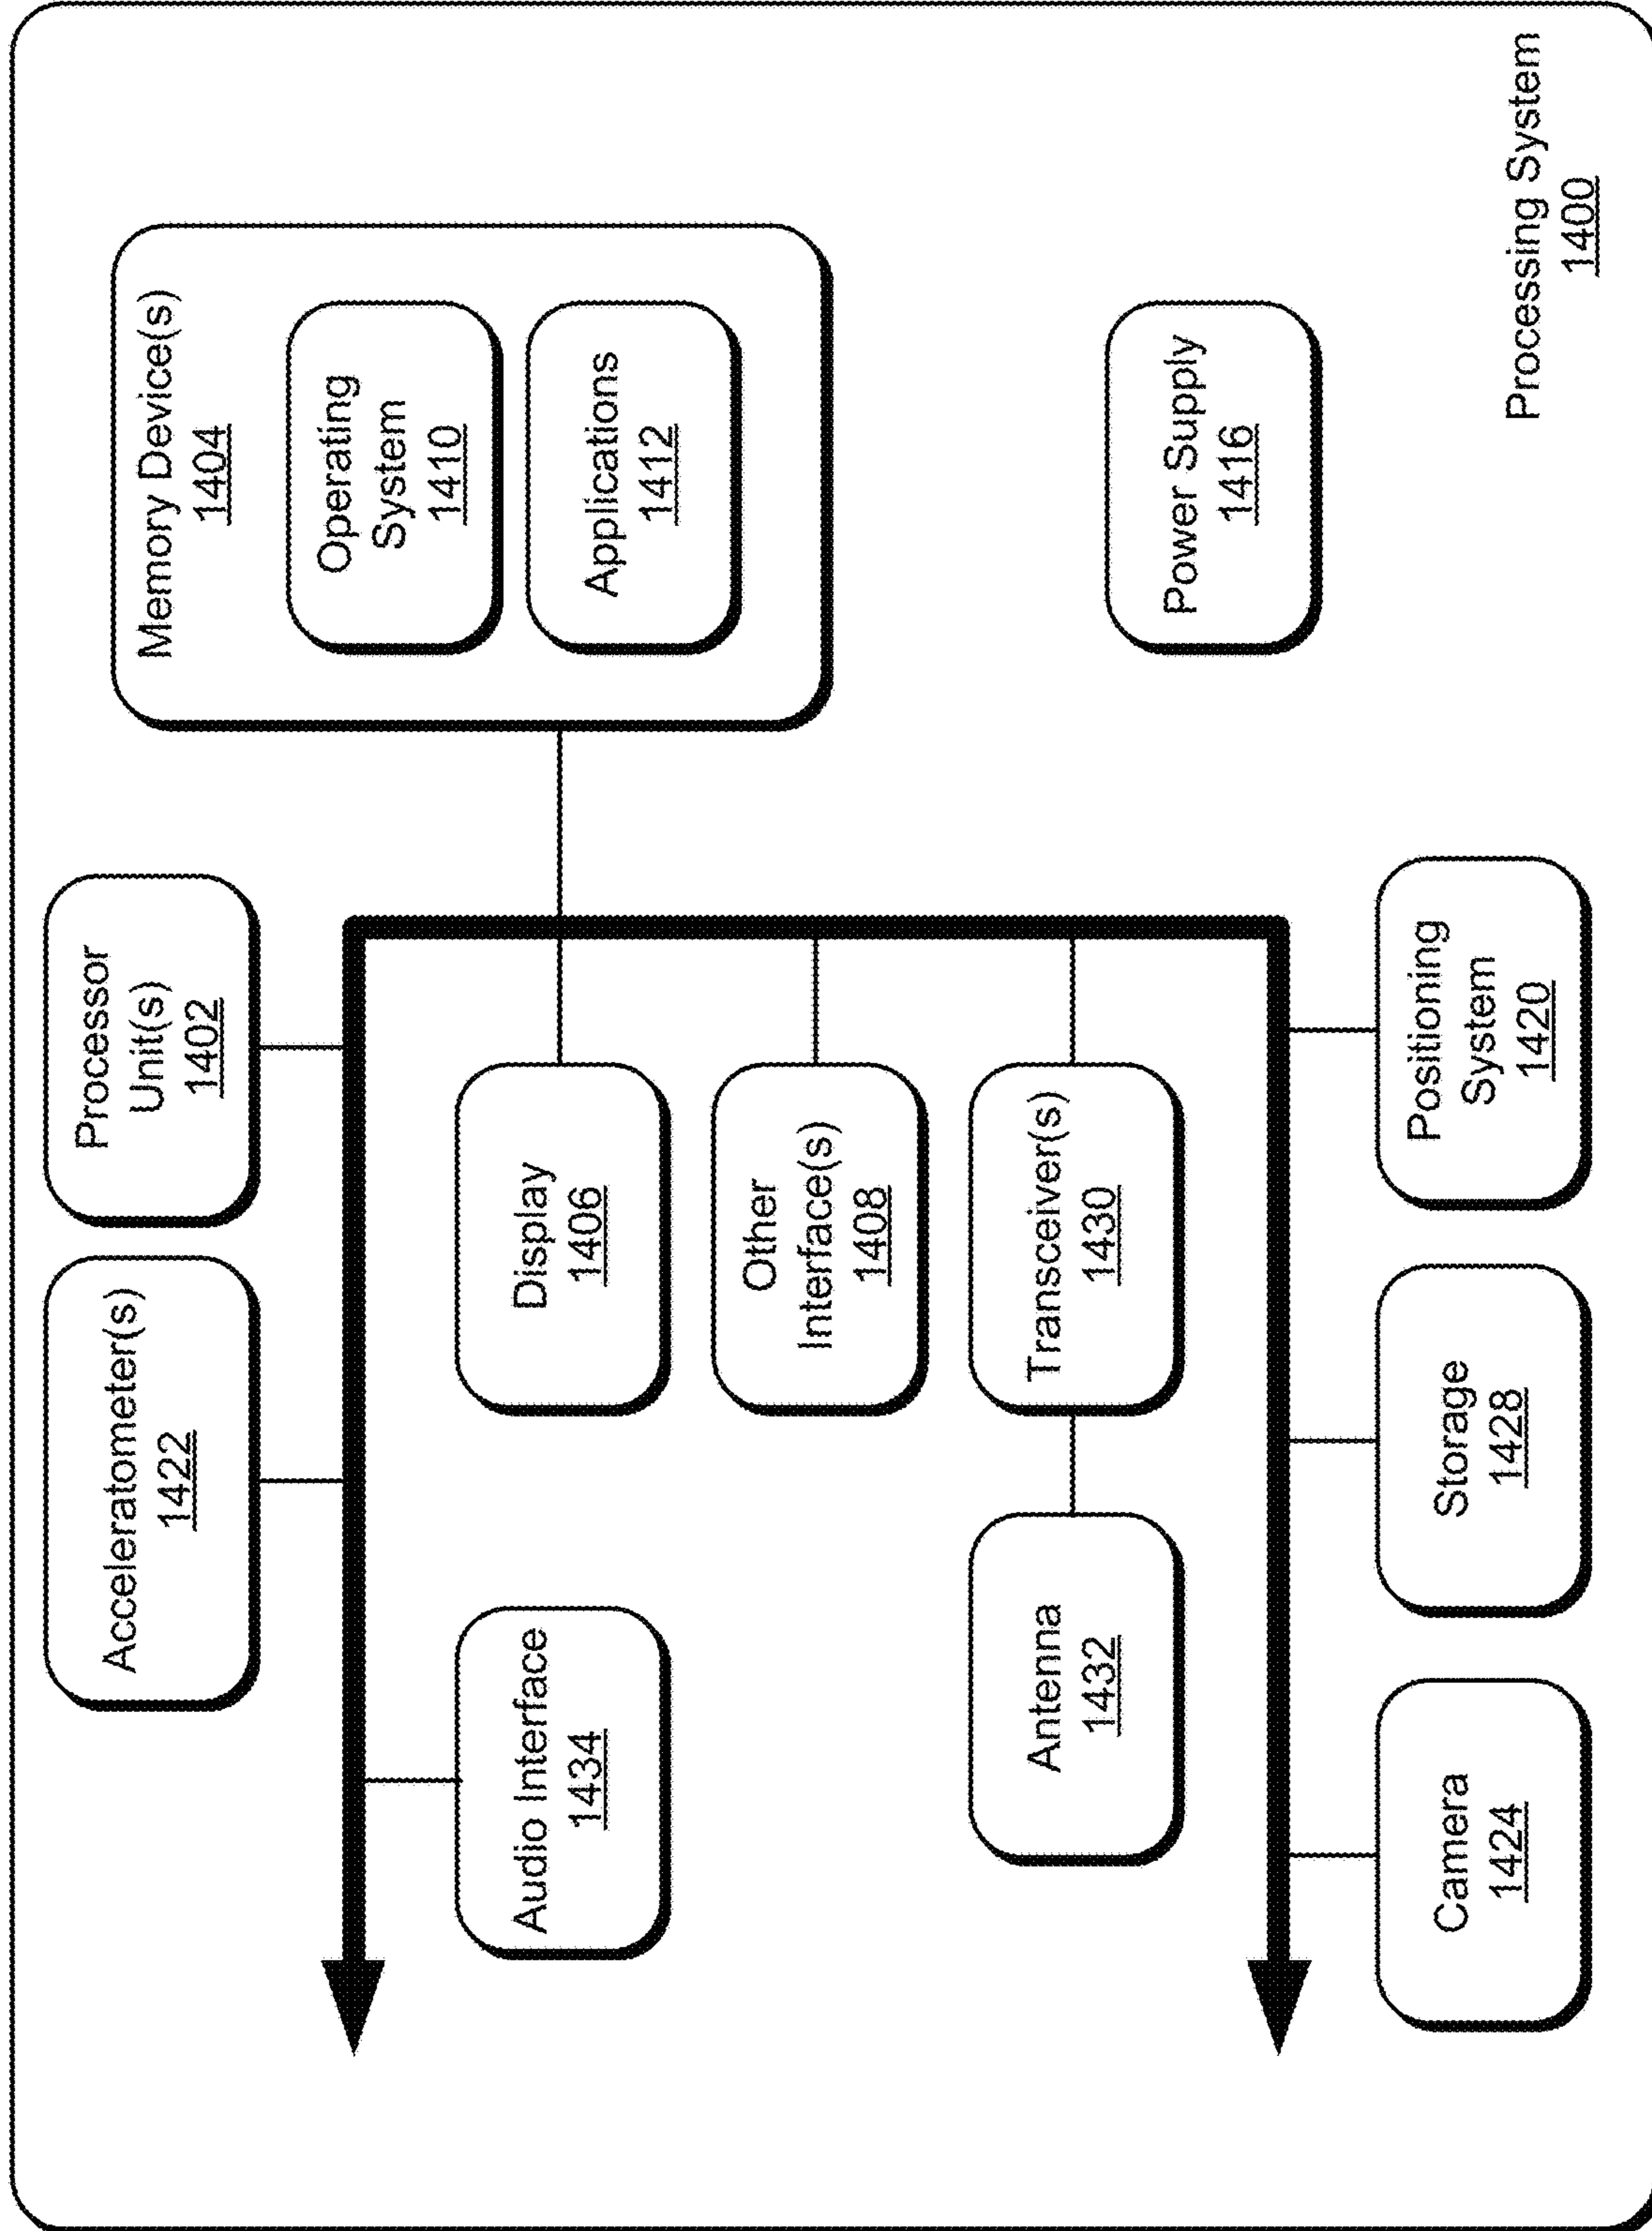 Acceleratometer(s)
1422
Processor
Unit(s)
1402
Memory Device(s)
1404
Operating
System
1410
Audio Interface
1434
Display
1406
Applications
1412
Other
Interface(s)
1408
Antenna
1432
Transceiver(s)
1430
Power Supply
1416
Camera
1424
Storage
1428
Positioning
System
1420
Processing System
1400